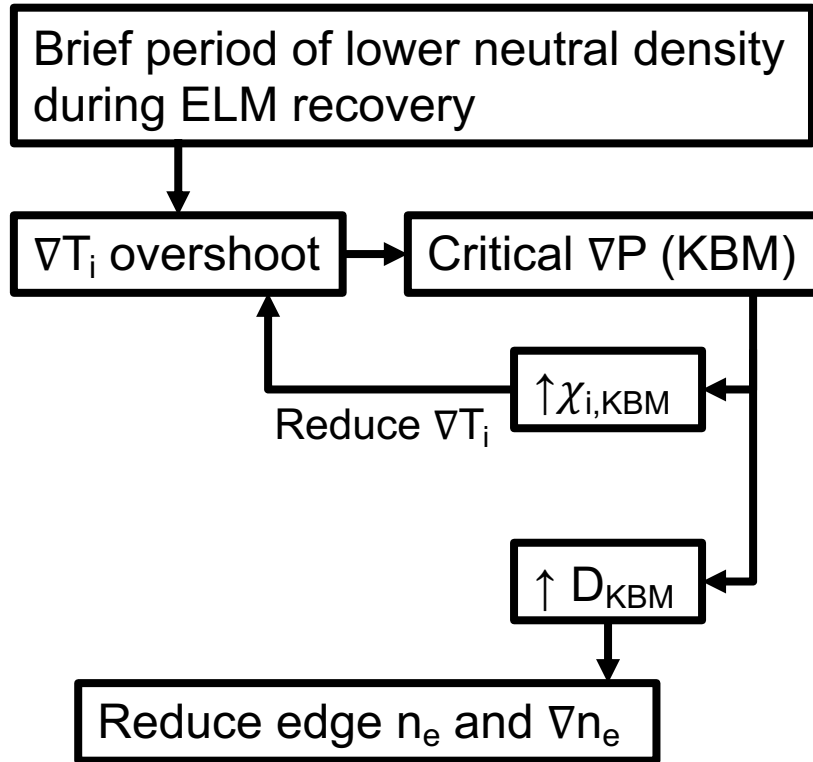 Brief period of lower neutral density
during ELM recovery
∇Tᵢ overshoot
Critical ∇P (KBM)
↑χi,KBM
Reduce ∇Tᵢ
↑ DKBM
Reduce edge nₑ and ∇nₑ